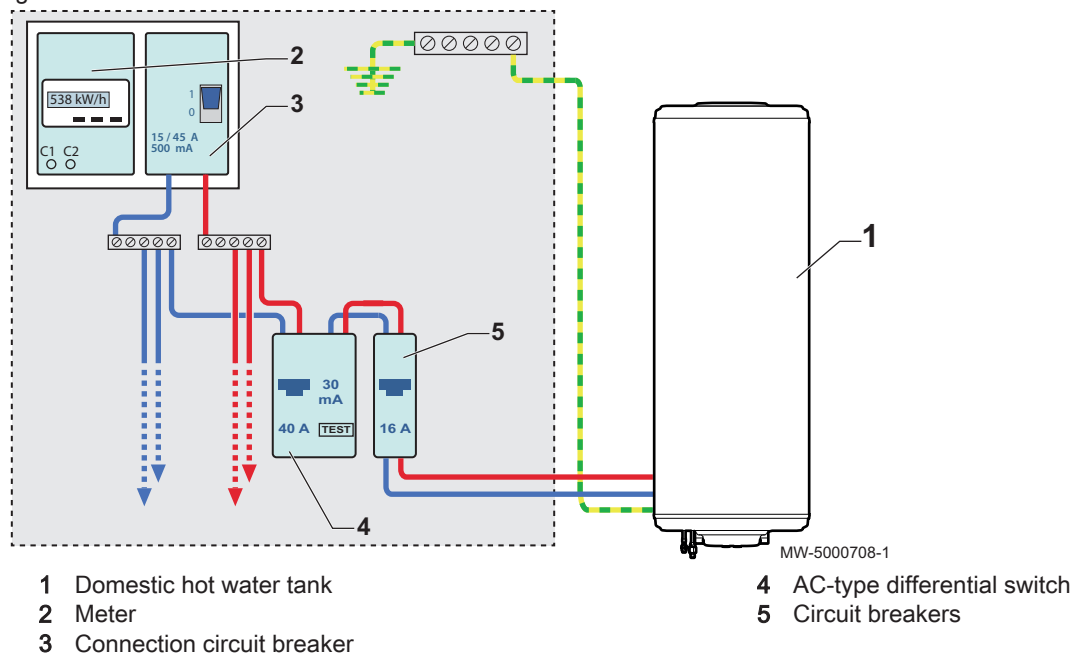 2
538 kW/h
1
0
3
15 / 45 A
500 mA
C1 C2
1
5
30
mA
40 A
TEST
16 A
4
MW-5000708-1
1 Domestic hot water tank
2 Meter
3 Connection circuit breaker
4 AC-type differential switch
5 Circuit breakers